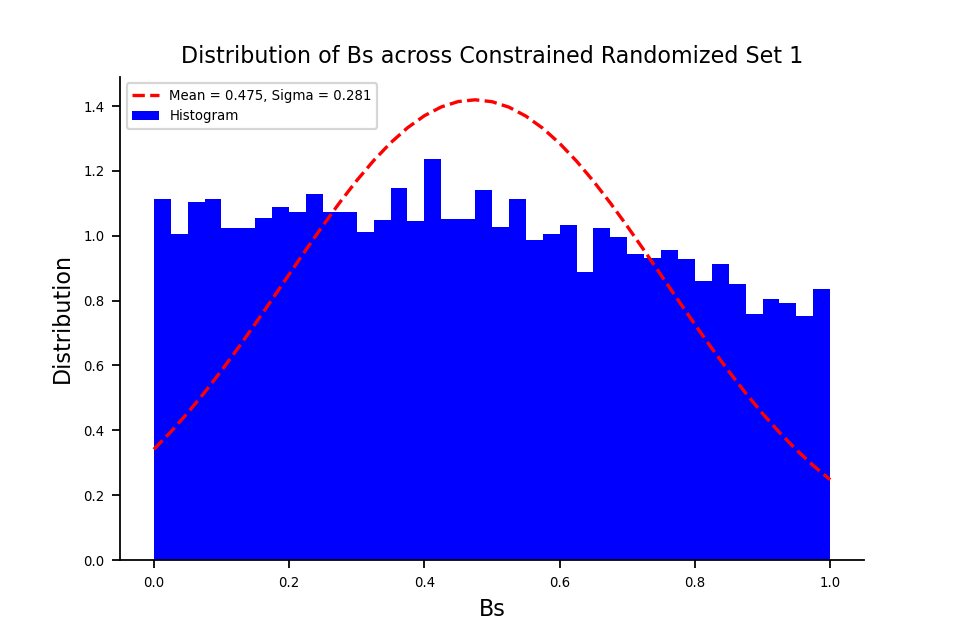 Distribution of Bs across Constrained Randomized Set 1
Mean = 0.475, Sigma = 0.281
Histogram
Distribution
1.4
1.2
1.0
0.8
0.6
0.4
0.2
0.0
0.0 0.2 0.4 0.6 0.8 1.0
Bs